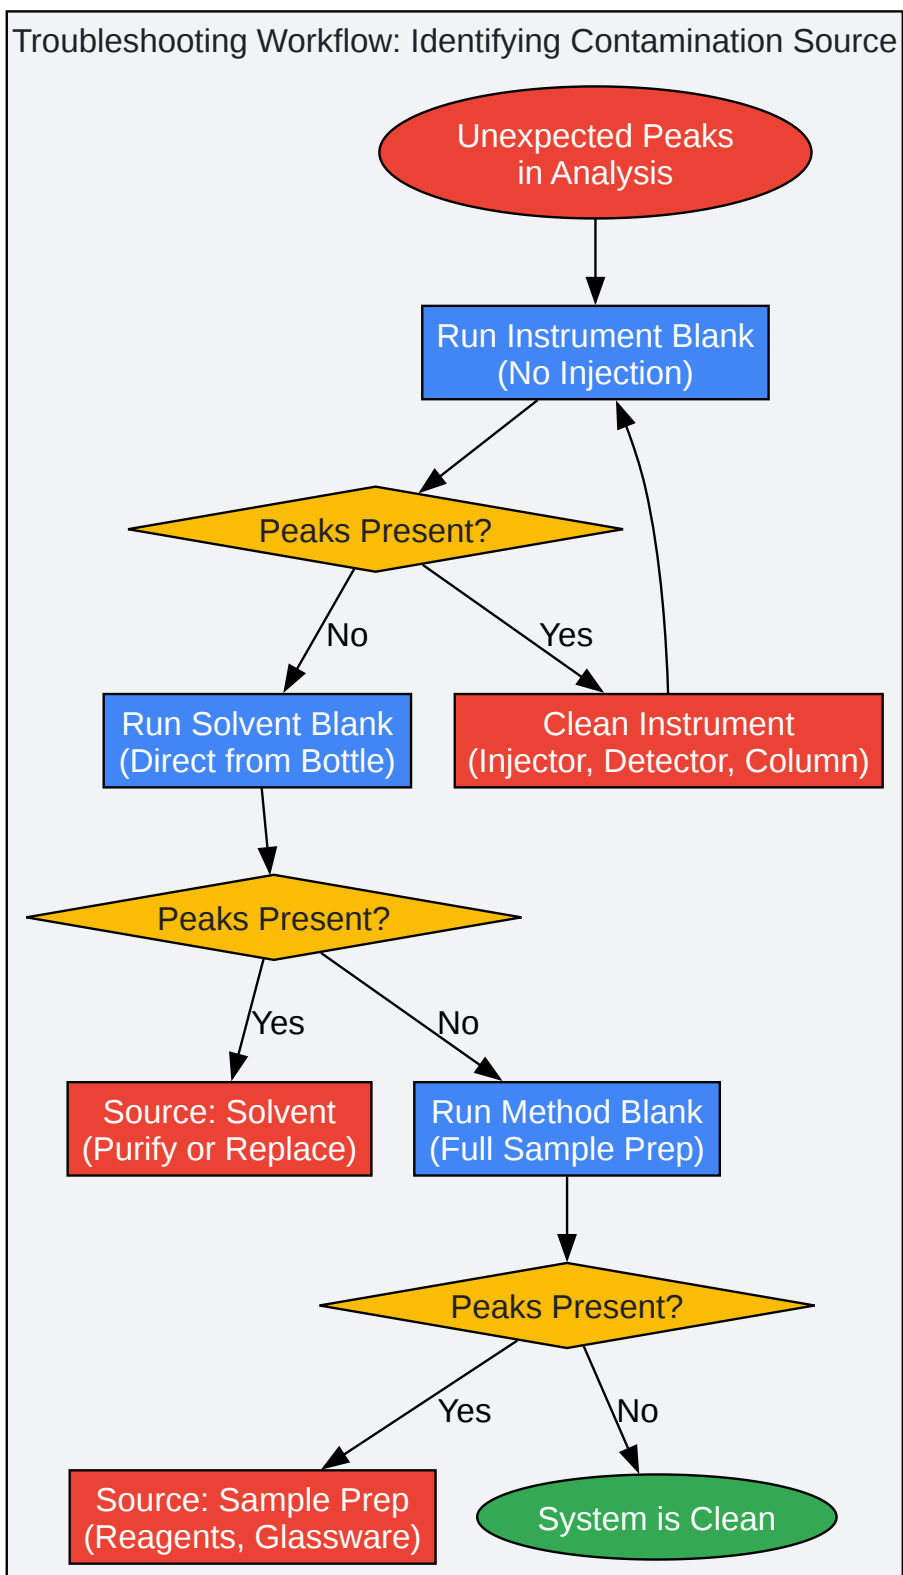 Troubleshooting Workflow: Identifying Contamination Source
Unexpected Peaks
in Analysis
Run Instrument Blank
(No Injection)
Peaks Present?
No
Yes
Run Solvent Blank
(Direct from Bottle)
Clean Instrument
(Injector, Detector, Column)
Peaks Present?
Yes
No
Source: Solvent
(Purify or Replace)
Run Method Blank
(Full Sample Prep)
Peaks Present?
Yes
No
Source: Sample Prep
(Reagents, Glassware)
System is Clean